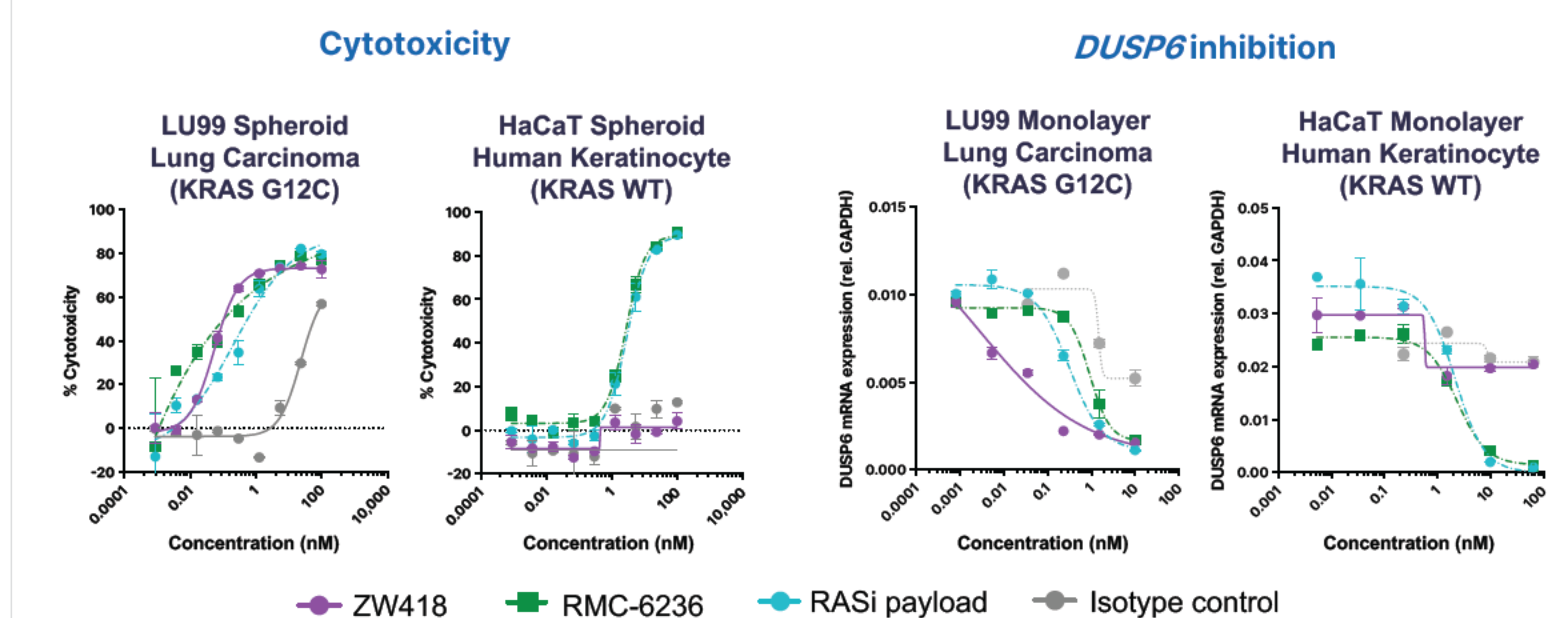 Cytotoxicity
DUSP6 inhibition
LU99 Spheroid
Lung Carcinoma
(KRAS G12C)
% Cytotoxicity
100
80
60
40
20
0
-20
0.0001
0.01
1
100
10,000
Concentration (nM)
HaCaT Spheroid
Human Keratinocyte
(KRAS WT)
% Cytotoxicity
100
80
60
40
20
0
-20
0.0001
0.01
1
100
10,000
Concentration (nM)
LU99 Monolayer
Lung Carcinoma
(KRAS G12C)
DUSP6 mRNA expression (rel. GAPDH)
0.015
0.010
0.005
0.000
0.0001
0.001
0.01
0.1
1
10
100
Concentration (nM)
HaCaT Monolayer
Human Keratinocyte
(KRAS WT)
DUSP6 mRNA expression (rel. GAPDH)
0.05
0.04
0.03
0.02
0.01
0.00
0.001
0.01
0.1
1
10
100
Concentration (nM)
ZW418
RMC-6236
RASi payload
Isotype control